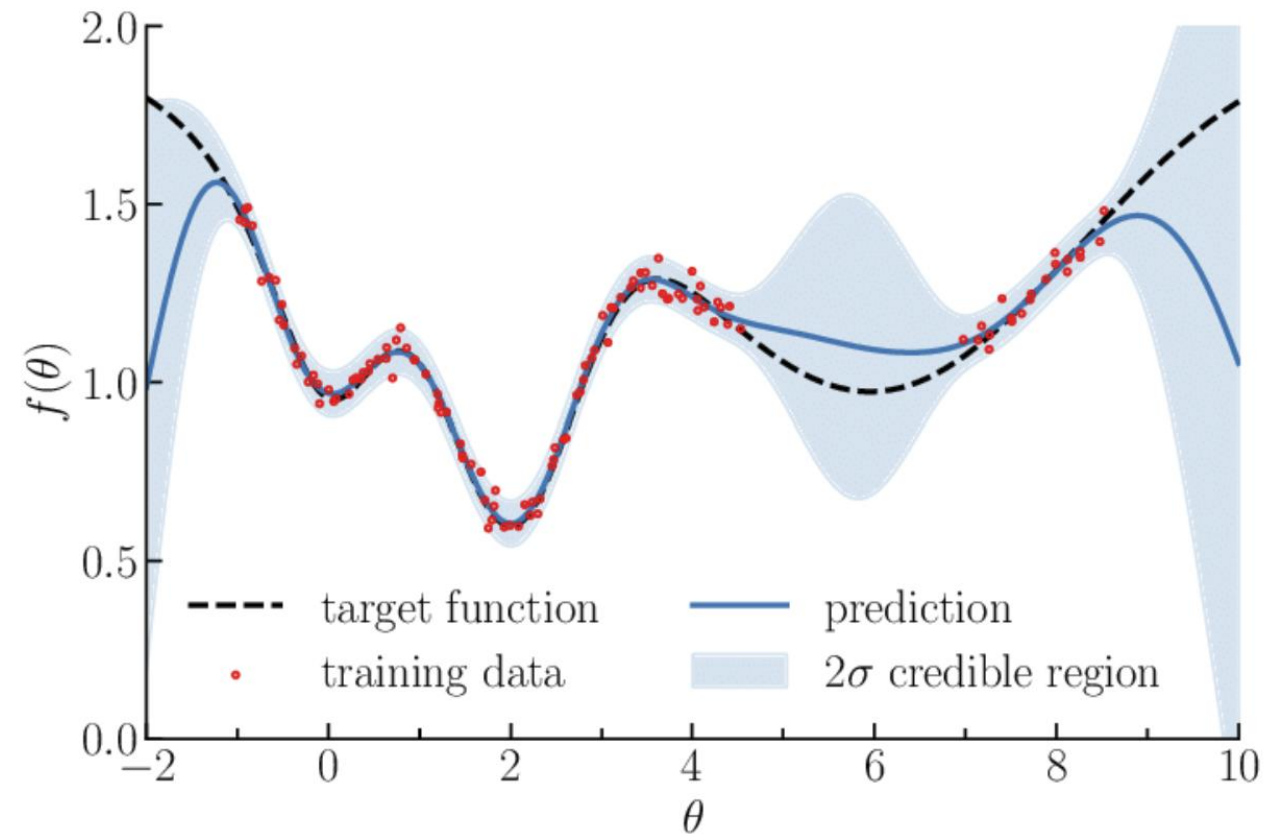 2.0
1.5
1.0
0.5
0.0
f(θ)
target function
prediction
training data
2σ credible region
−2 0 2 4 6 8 10
θ